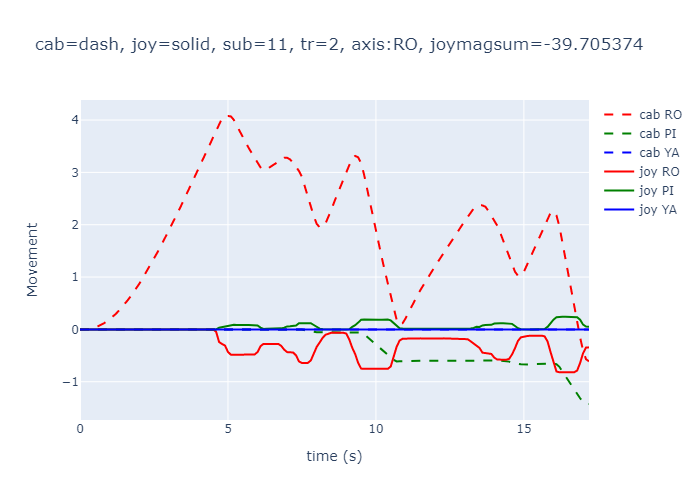 cab=dash, joy=solid, sub=11, tr=2, axis:RO, joymagsum=-39.705374
cab RO
cab PI
cab YA
joy RO
joy PI
joy YA
Movement
4
3
2
1
0
−1
0
5
10
15
time (s)